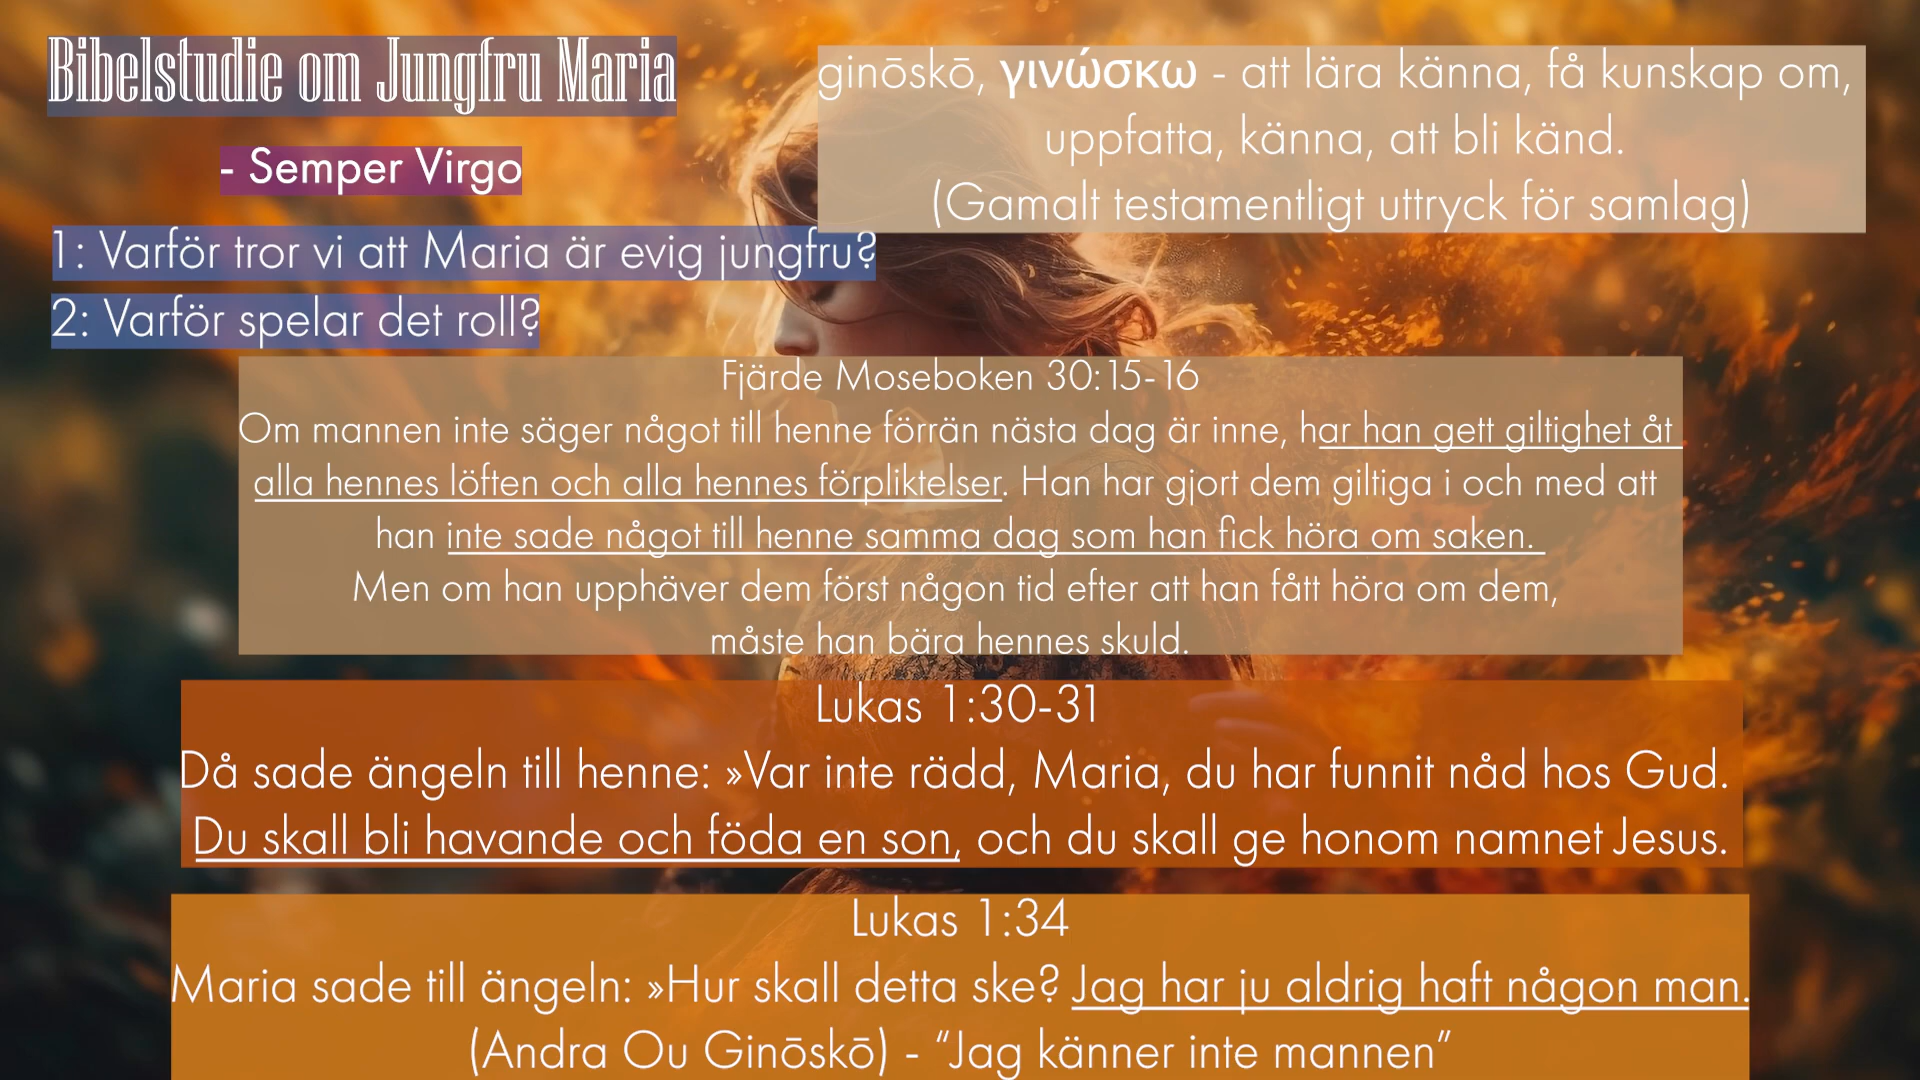 Bibelstudie om Jungfru Maria
- Semper Virgo
1: Varför tror vi att Maria är evig jungfru?
2: Varför spelar det roll?
ginōskō, γινώσκω - att lära känna, få kunskap om,
uppfatta, känna, att bli känd.
(Gamalt testamentligt uttryck för samlag)
Fjärde Moseboken 30:15-16
Om mannen inte säger något till henne förrän nästa dag är inne, har han gett giltighet åt
alla hennes löften och alla hennes förpliktelser. Han har gjort dem giltiga i och med att
han inte sade något till henne samma dag som han fick höra om saken.
Men om han upphäver dem först någon tid efter att han fått höra om dem,
måste han bära hennes skuld.
Lukas 1:30-31
Då sade ängeln till henne: »Var inte rädd, Maria, du har funnit nåd hos Gud.
Du skall bli havande och föda en son, och du skall ge honom namnet Jesus.
Lukas 1:34
Maria sade till ängeln: »Hur skall detta ske? Jag har ju aldrig haft någon man.
(Andra Ou Ginōskō) - “Jag känner inte mannen”